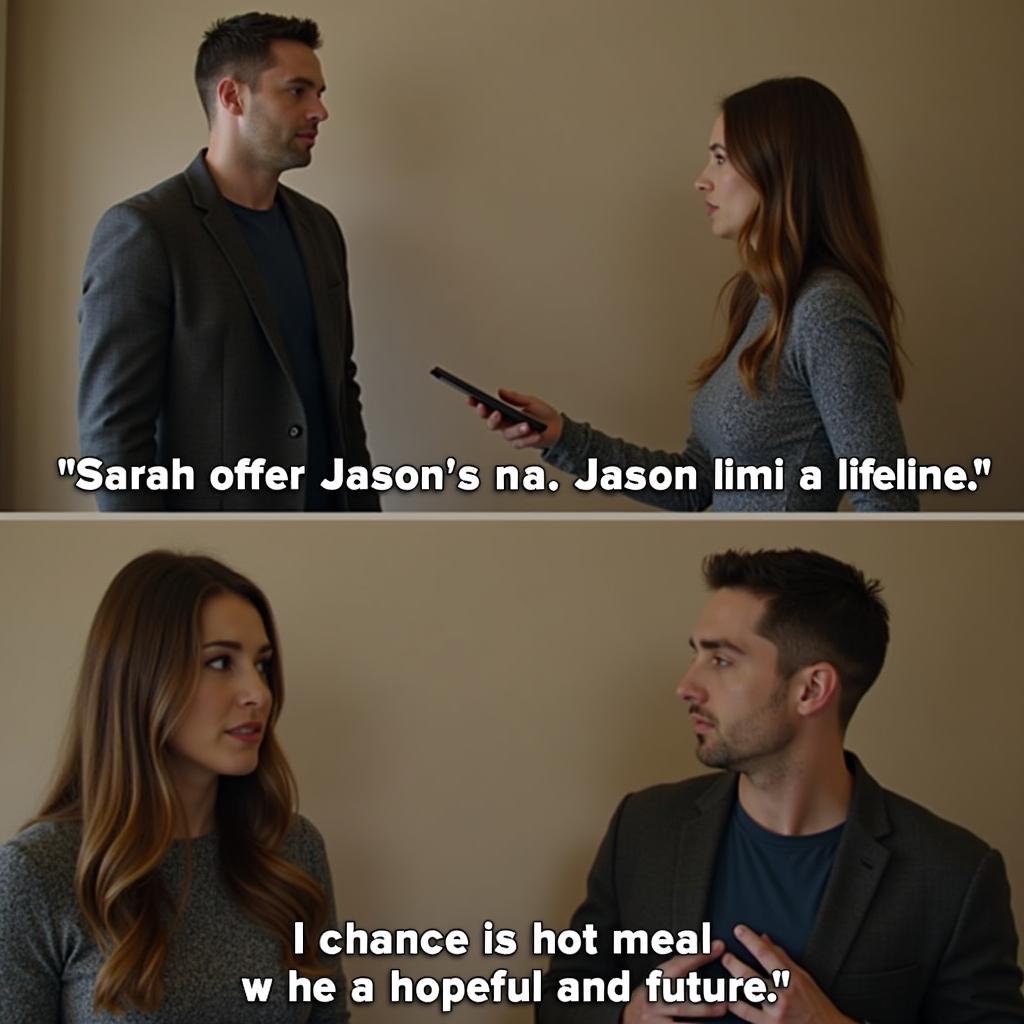 "Sarah offer Jason's na. Jason limi a lifeline."
I chance is hot meal
w he a hopeful and future."